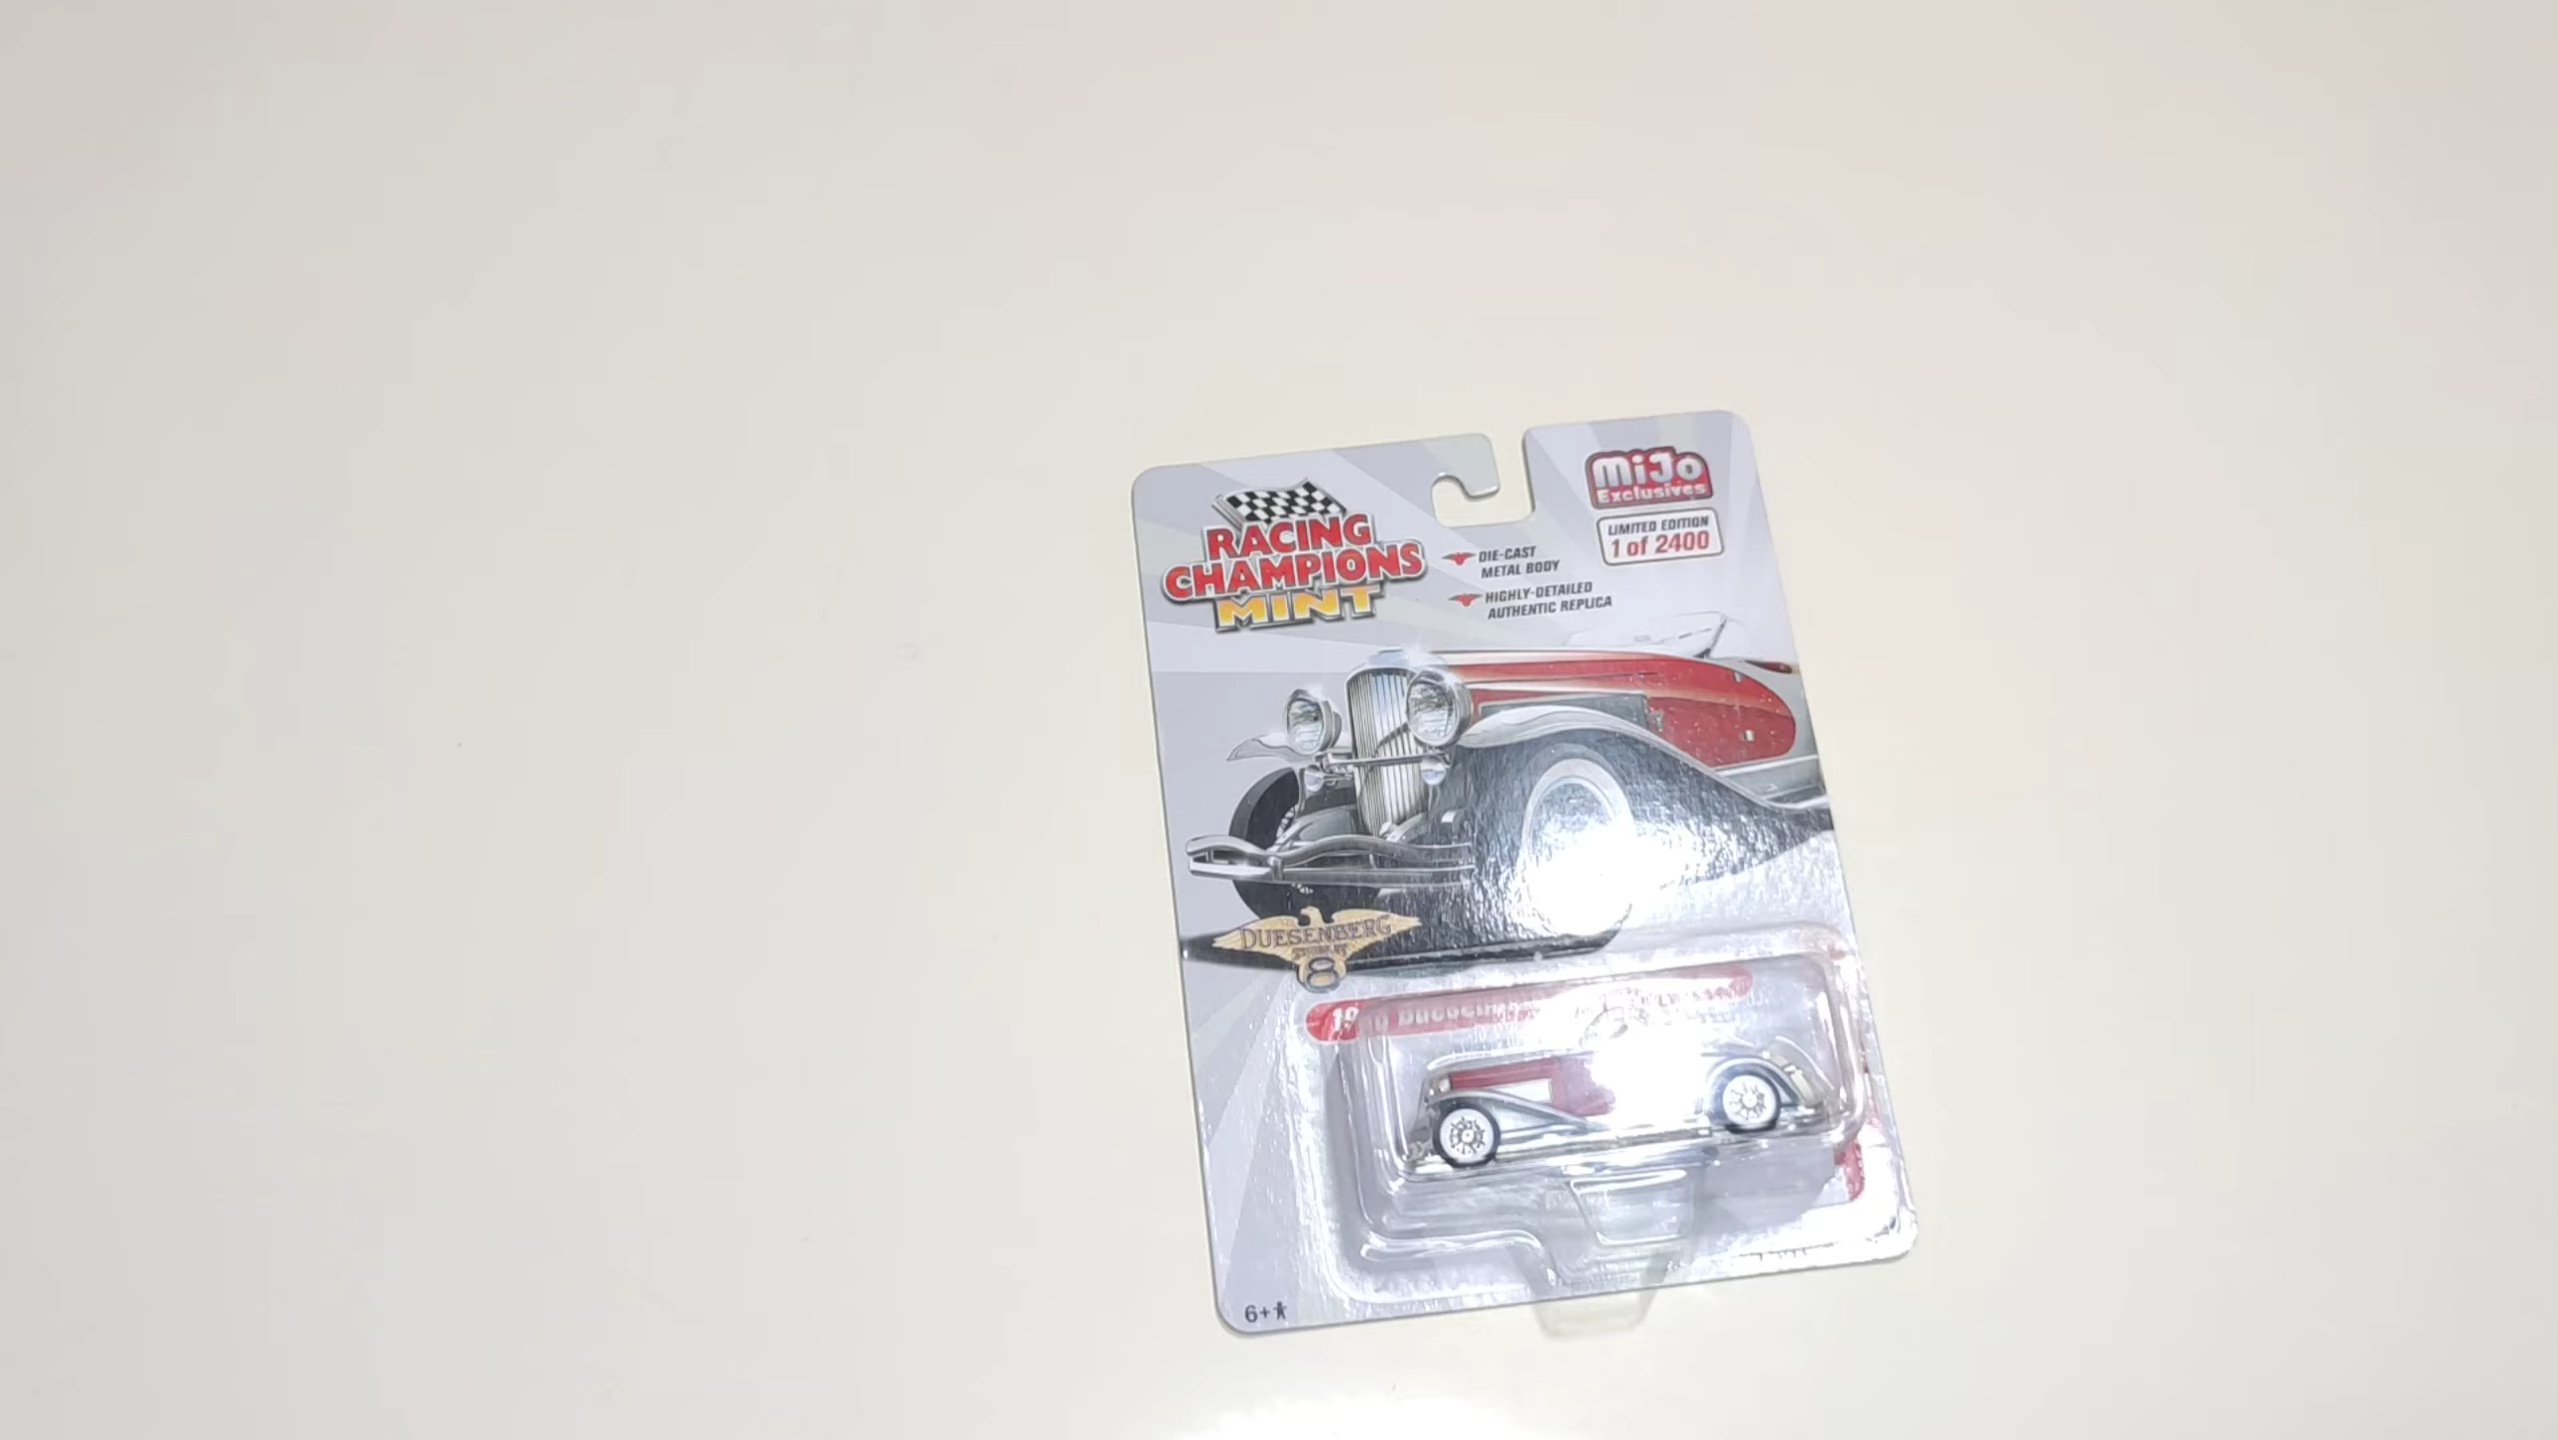 RACING
CHAMPIONS
MINT
MiJo
Exclusives
LIMITED EDITION
1 of 2400
DIE-CAST
METAL BODY
HIGHLY-DETAILED
AUTHENTIC REPLICA
DUESENBERG
8
6+